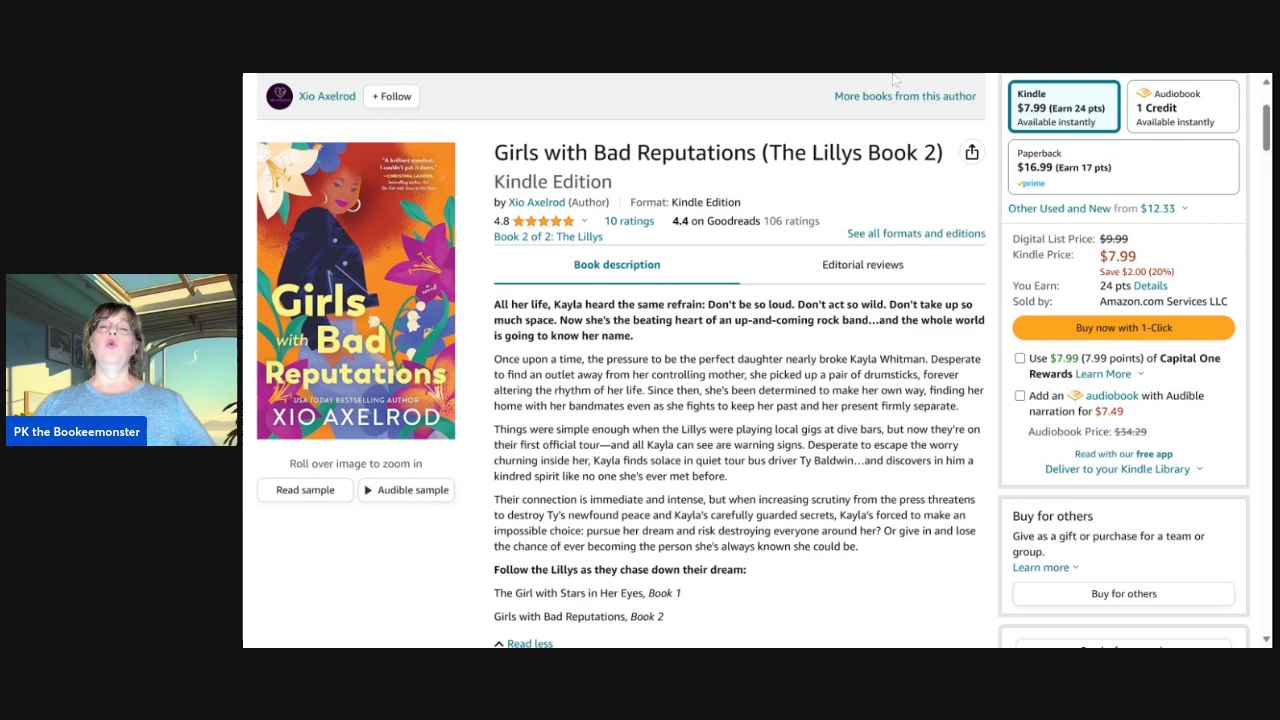 Xio Axelrod
+ Follow
More books from this author
"A brilliant standout,
I couldn't put it down."
—CHRISTINA LAUREN,
Girls
with Bad
a novel
Reputations
USA TODAY BESTSELLING AUTHOR
XIO AXELROD
Roll over image to zoom in
Read sample
Audible sample
Girls with Bad Reputations (The Lillys Book 2)
Kindle Edition
by Xio Axelrod (Author) Format: Kindle Edition
4.8 10 ratings 4.4 on Goodreads 106 ratings
Book 2 of 2: The Lillys
See all formats and editions
Book description
Editorial reviews
All her life, Kayla heard the same refrain: Don't be so loud. Don't act so wild. Don't take up so
much space. Now she's the beating heart of an up-and-coming rock band...and the whole world
is going to know her name.
Once upon a time, the pressure to be the perfect daughter nearly broke Kayla Whitman. Desperate
to find an outlet away from her controlling mother, she picked up a pair of drumsticks, forever
altering the rhythm of her life. Since then, she's been determined to make her own way, finding her
home with her bandmates even as she fights to keep her past and her present firmly separate.
Things were simple enough when the Lillys were playing local gigs at dive bars, but now they're on
their first official tour—and all Kayla can see are warning signs. Desperate to escape the worry
churning inside her, Kayla finds solace in quiet tour bus driver Ty Baldwin...and discovers in him a
kindred spirit like no one she's ever met before.
Their connection is immediate and intense, but when increasing scrutiny from the press threatens
to destroy Ty's newfound peace and Kayla's carefully guarded secrets, Kayla's forced to make an
impossible choice: pursue her dream and risk destroying everyone around her? Or give in and lose
the chance of ever becoming the person she's always known she could be.
Follow the Lillys as they chase down their dream:
The Girl with Stars in Her Eyes, Book 1
Girls with Bad Reputations, Book 2
Read less
Kindle
$7.99 (Earn 24 pts)
Available instantly
Audiobook
1 Credit
Available instantly
Paperback
$16.99 (Earn 17 pts)
prime
Other Used and New from $12.33
Digital List Price: $9.99
Kindle Price: $7.99
Save $2.00 (20%)
You Earn: 24 pts Details
Sold by: Amazon.com Services LLC
Buy now with 1-Click
Use $7.99 (7.99 points) of Capital One
Rewards Learn More
Add an audiobook with Audible
narration for $7.49
Audiobook Price: $34.29
Read with our free app
Deliver to your Kindle Library
Buy for others
Give as a gift or purchase for a team or
group.
Learn more
Buy for others
PK the Bookeemonster